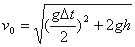 v₀ = √((gΔt/2)² + 2gh)